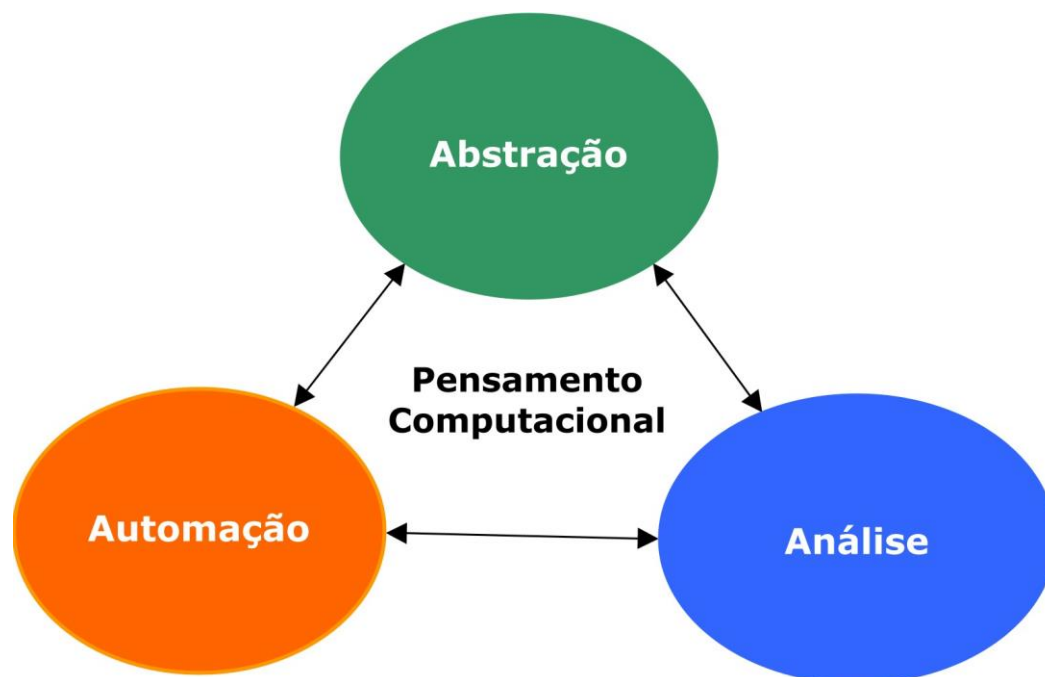 Abstração
Pensamento
Computacional
Automação
Análise